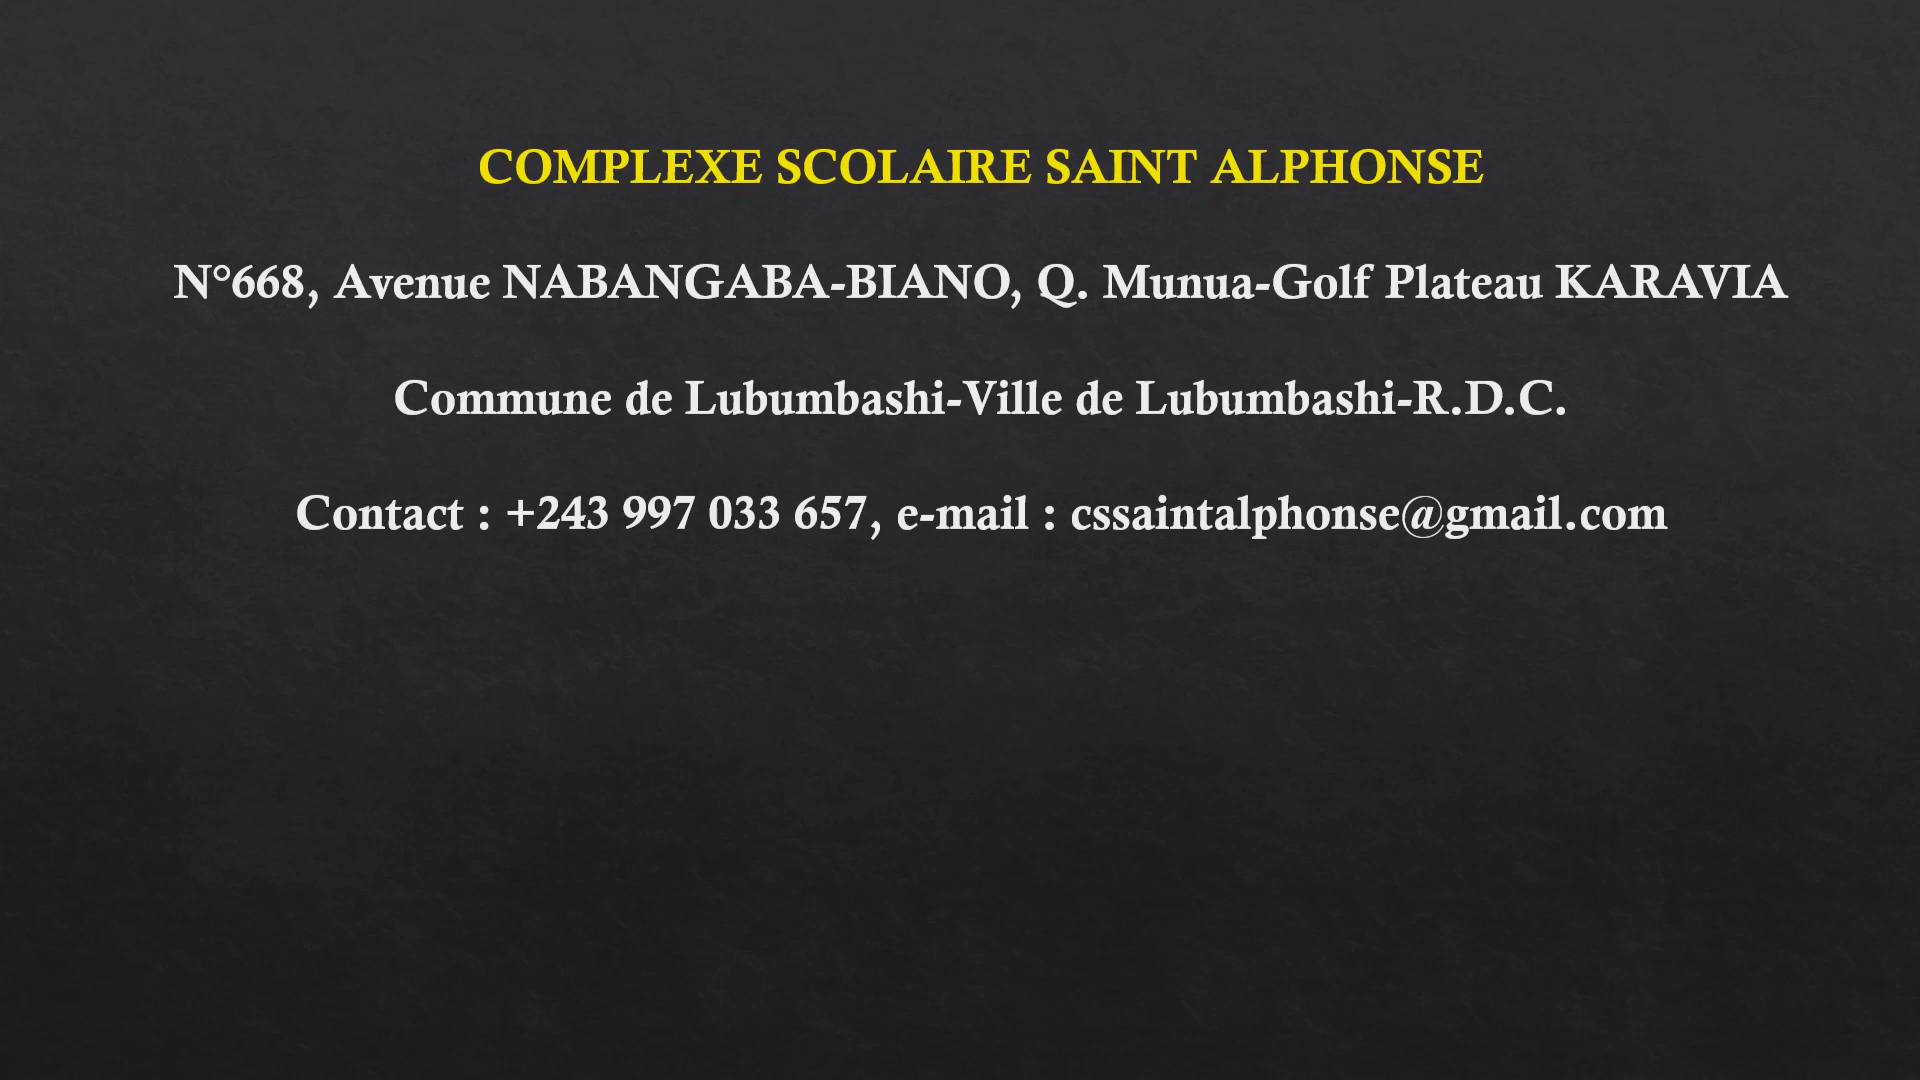 COMPLEXE SCOLAIRE SAINT ALPHONSE
N°668, Avenue NABANGABA-BIANO, Q. Munua-Golf Plateau KARAVIA
Commune de Lubumbashi-Ville de Lubumbashi-R.D.C.
Contact : +243 997 033 657, e-mail : cssaintalphonse@gmail.com